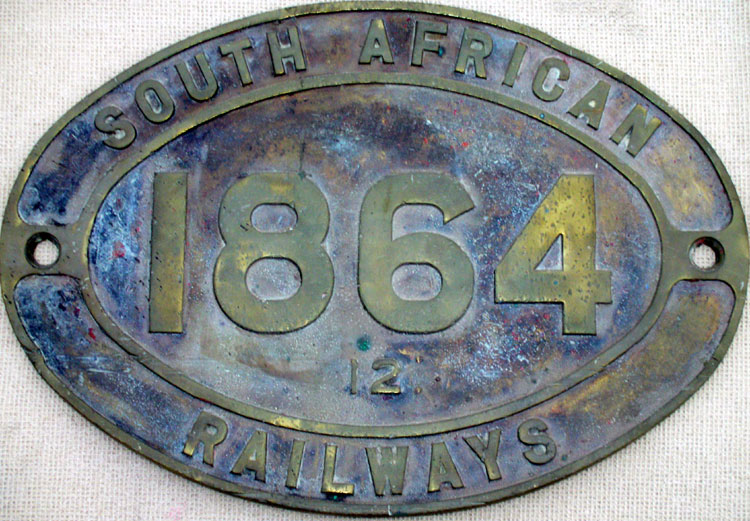 SOUTH AFRICAN
1864
12.
RAILWAYS